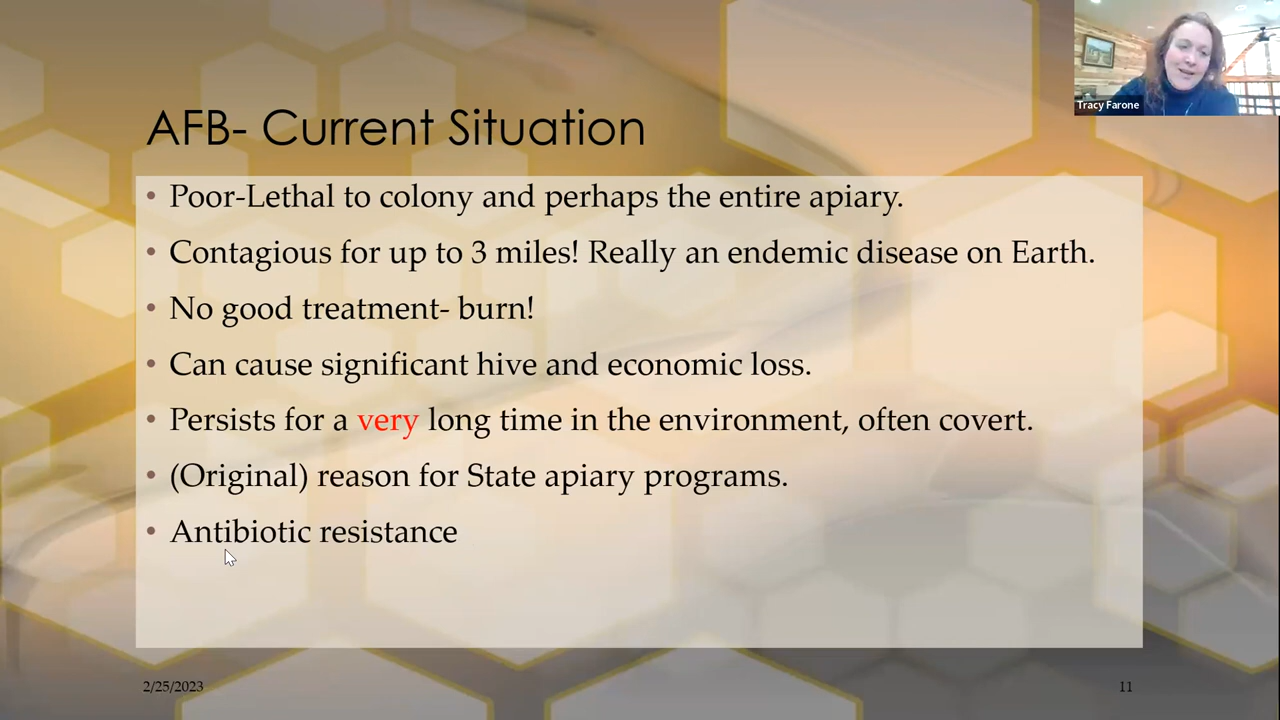 Tracy Farone
AFB- Current Situation
• Poor-Lethal to colony and perhaps the entire apiary.
• Contagious for up to 3 miles! Really an endemic disease on Earth.
• No good treatment- burn!
• Can cause significant hive and economic loss.
• Persists for a very long time in the environment, often covert.
• (Original) reason for State apiary programs.
• Antibiotic resistance
2/25/2023
11